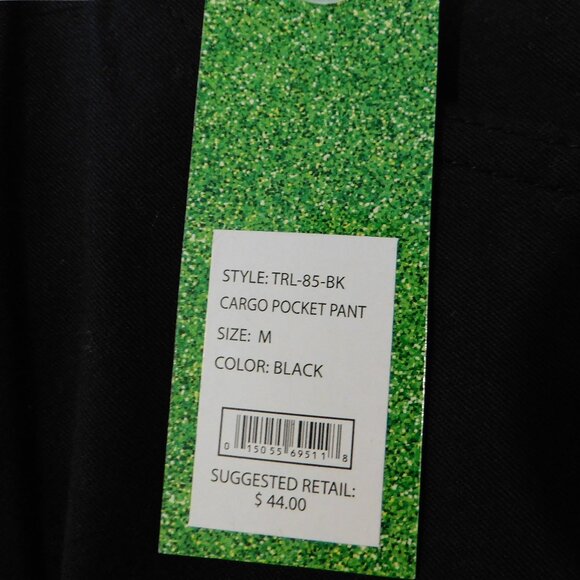 STYLE: TRL-85-BK
CARGO POCKET PANT
SIZE: M
COLOR: BLACK
0 15055 69511 8
SUGGESTED RETAIL:
$ 44.00